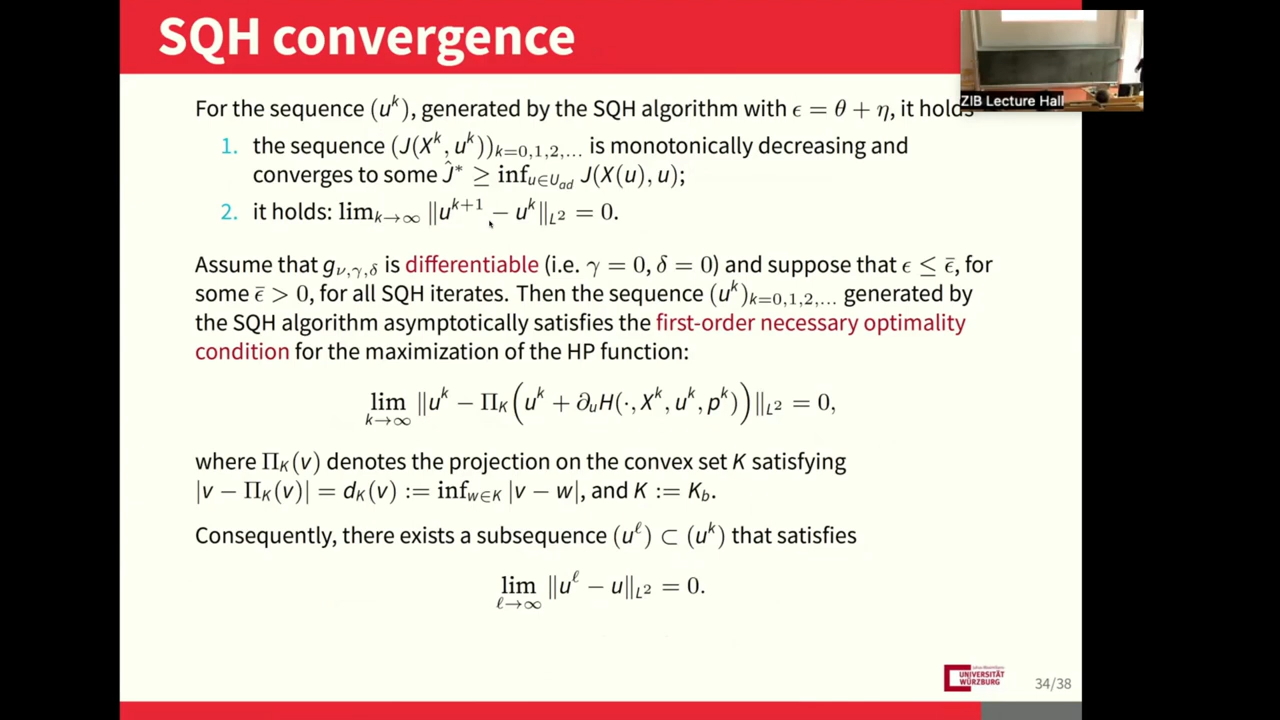 SQH convergence
ZIB Lecture Hall
For the sequence (u^k), generated by the SQH algorithm with ϵ = θ + η, it holds
1. the sequence (J(X^k, u^k))_{k=0,1,2,...} is monotonically decreasing and
converges to some Ĵ* ≥ inf_{u∈U_{ad}} J(X(u), u);
2. it holds: lim_{k→∞} ‖u^{k+1} − u^k‖_{L^2} = 0.
Assume that g_{ν,γ,δ} is differentiable (i.e. γ = 0, δ = 0) and suppose that ϵ ≤ ϵ̄, for
some ϵ̄ > 0, for all SQH iterates. Then the sequence (u^k)_{k=0,1,2,...} generated by
the SQH algorithm asymptotically satisfies the first-order necessary optimality
condition for the maximization of the HP function:
lim_{k→∞} ‖u^k − Π_K(u^k + ∂_u H(·, X^k, u^k, p^k))‖_{L^2} = 0,
where Π_K(v) denotes the projection on the convex set K satisfying
|v − Π_K(v)| = d_K(v) := inf_{w∈K} |v − w|, and K := K_b.
Consequently, there exists a subsequence (u^ℓ) ⊂ (u^k) that satisfies
lim_{ℓ→∞} ‖u^ℓ − u‖_{L^2} = 0.
UNIVERSITÄT
WÜRZBURG
34/38